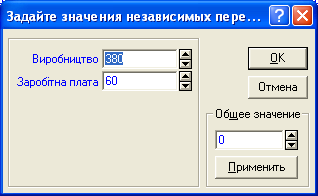 Задайте значения независимых пере...
Виробництво 380
Заробітна плата 60
OK
Отмена
Общее значение
0
Применить